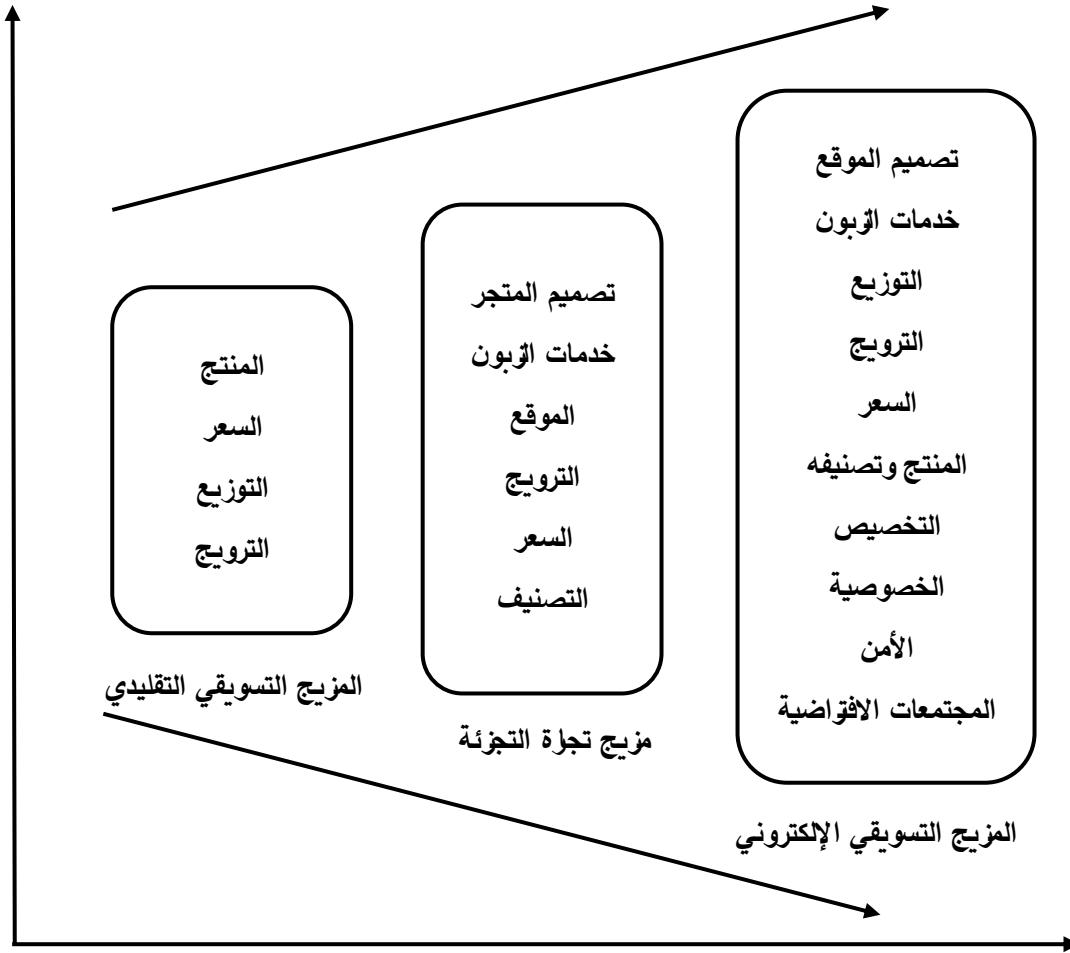 المنتج
السعر
التوزيع
الترويج
المزيج التسويقي التقليدي
تصميم المتجر
خدمات الزبون
الموقع
الترويج
السعر
التصنيف
مزيج تجارة التجزئة
تصميم الموقع
خدمات الزبون
التوزيع
الترويج
السعر
المنتج وتصنيفه
التخصيص
الخصوصية
الأمن
المجتمعات الافتراضية
المزيج التسويقي الإلكتروني